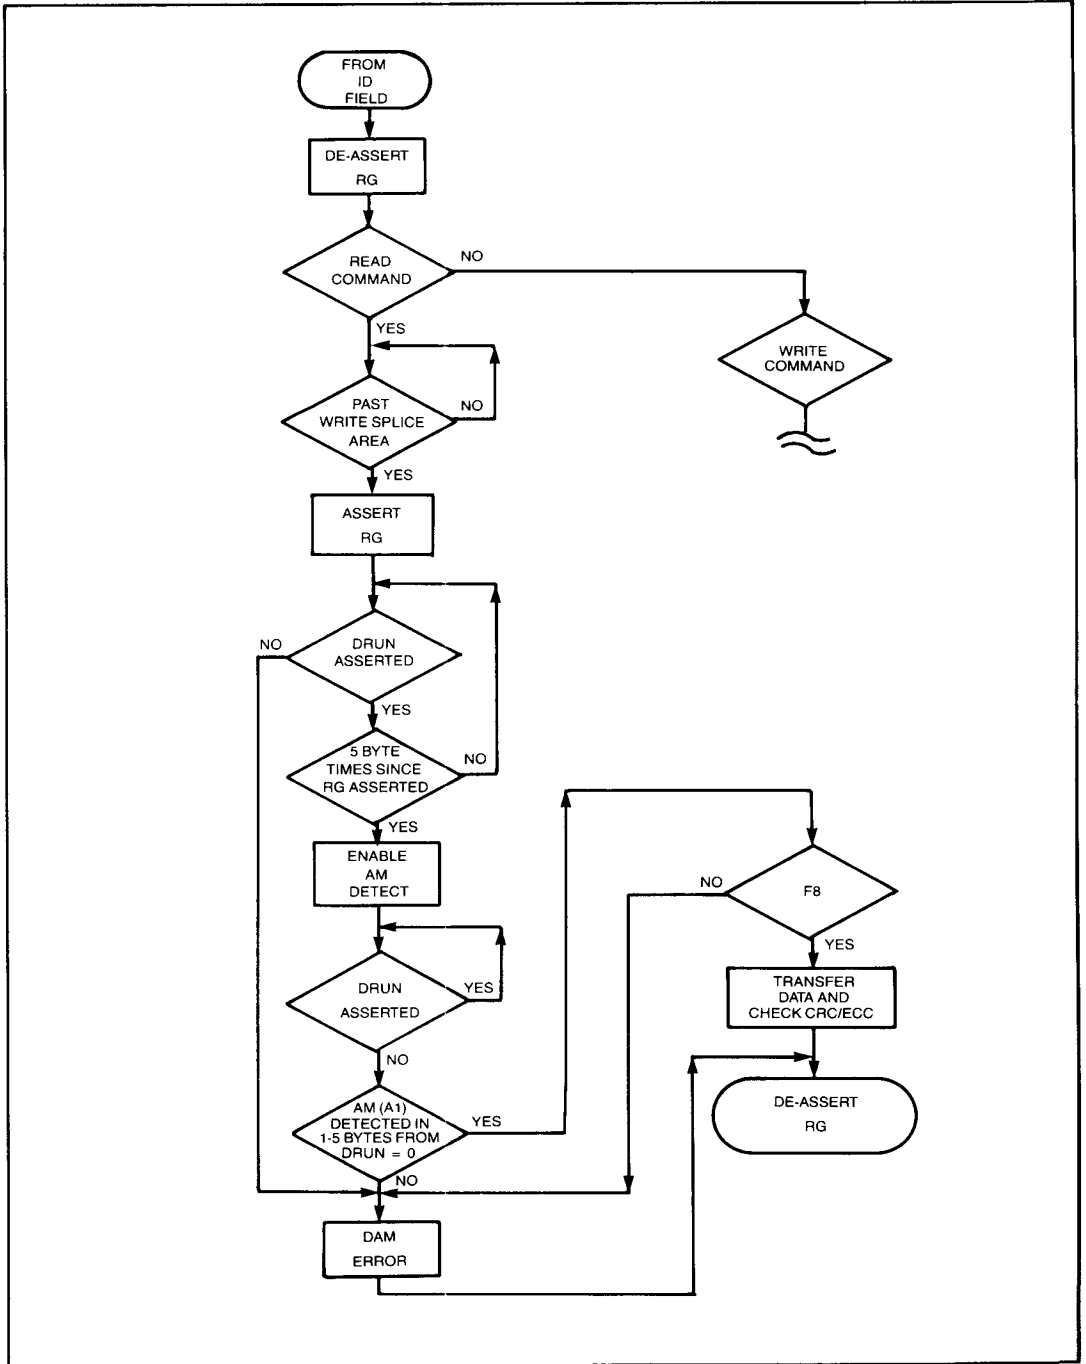 FROM
ID
FIELD
DE-ASSERT
RG
READ
COMMAND
NO
YES
WRITE
COMMAND
PAST
WRITE SPLICE
AREA
NO
YES
ASSERT
RG
NO
DRUN
ASSERTED
YES
5 BYTE
TIMES SINCE
RG ASSERTED
NO
YES
ENABLE
AM
DETECT
DRUN
ASSERTED
YES
NO
AM (A1)
DETECTED IN
1-5 BYTES FROM
DRUN = 0
YES
NO
DAM
ERROR
NO
F8
YES
TRANSFER
DATA AND
CHECK CRC/ECC
DE-ASSERT
RG